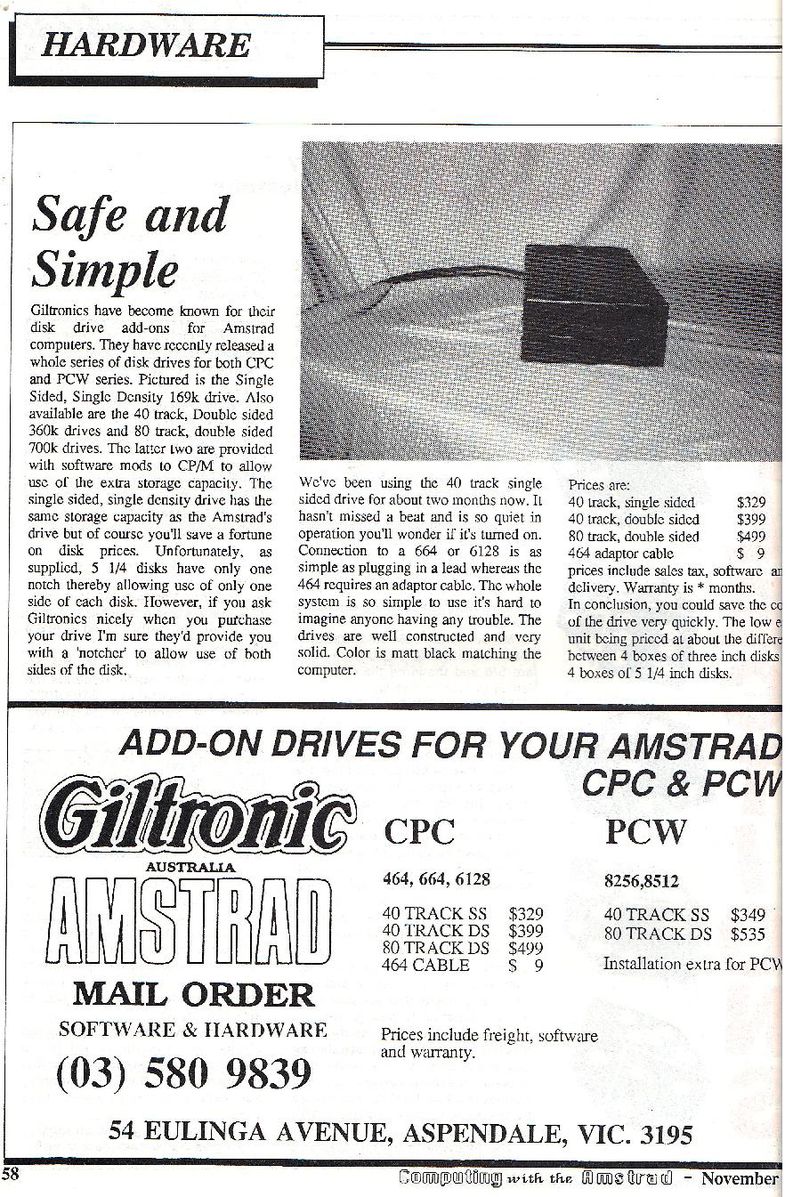 HARDWARE
Safe and
Simple
Giltronics have become known for their
disk drive add-ons for Amstrad
computers. They have recently released a
whole series of disk drives for both CPC
and PCW series. Pictured is the Single
Sided, Single Density 169k drive. Also
available are the 40 track, Double sided
360k drives and 80 track, double sided
700k drives. The latter two are provided
with software mods to CP/M to allow
use of the extra storage capacity. The
single sided, single density drive has the
same storage capacity as the Amstrad's
drive but of course you'll save a fortune
on disk prices. Unfortunately, as
supplied, 5 1/4 disks have only one
notch thereby allowing use of only one
side of each disk. However, if you ask
Giltronics nicely when you purchase
your drive I'm sure they'd provide you
with a 'notcher' to allow use of both
sides of the disk.
We've been using the 40 track single
sided drive for about two months now. It
hasn't missed a beat and is so quiet in
operation you'll wonder if it's turned on.
Connection to a 664 or 6128 is as
simple as plugging in a lead whereas the
464 requires an adaptor cable. The whole
system is so simple to use it's hard to
imagine anyone having any trouble. The
drives are well constructed and very
solid. Color is matt black matching the
computer.
Prices are:
40 track, single sided $329
40 track, double sided $399
80 track, double sided $499
464 adaptor cable $ 9
prices include sales tax, software
delivery. Warranty is * months.
In conclusion, you could save the
of the drive very quickly. The low
unit being priced at about the
between 4 boxes of three inch disks
4 boxes of 5 1/4 inch disks.
ADD-ON DRIVES FOR YOUR AMSTRAD
CPC & PCW
Giltronic
AUSTRALIA
AMSTRAD
MAIL ORDER
SOFTWARE & HARDWARE
(03) 580 9839
CPC
464, 664, 6128
40 TRACK SS $329
40 TRACK DS $399
80 TRACK DS $499
464 CABLE $ 9
Prices include freight, software
and warranty.
PCW
8256,8512
40 TRACK SS $349
80 TRACK DS $535
Installation extra for PCW
54 EULINGA AVENUE, ASPENDALE, VIC. 3195
58
Computing with the Amstrad - November